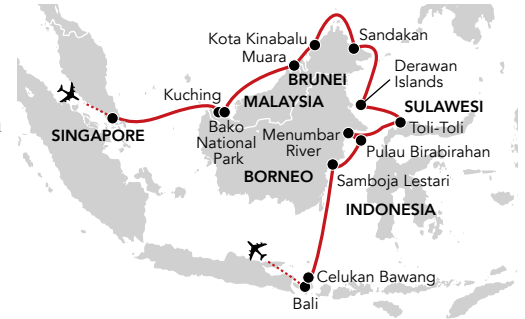 Kota Kinabalu
Sandakan
Muara
BRUNEI
Derawan
Islands
Kuching
MALAYSIA
SULAWESI
SINGAPORE
Bako
National
Park
Menumbar
River
Toli-Toli
Pulau Birabirahan
BORNEO
Samboja Lestari
INDONESIA
Celukan Bawang
Bali